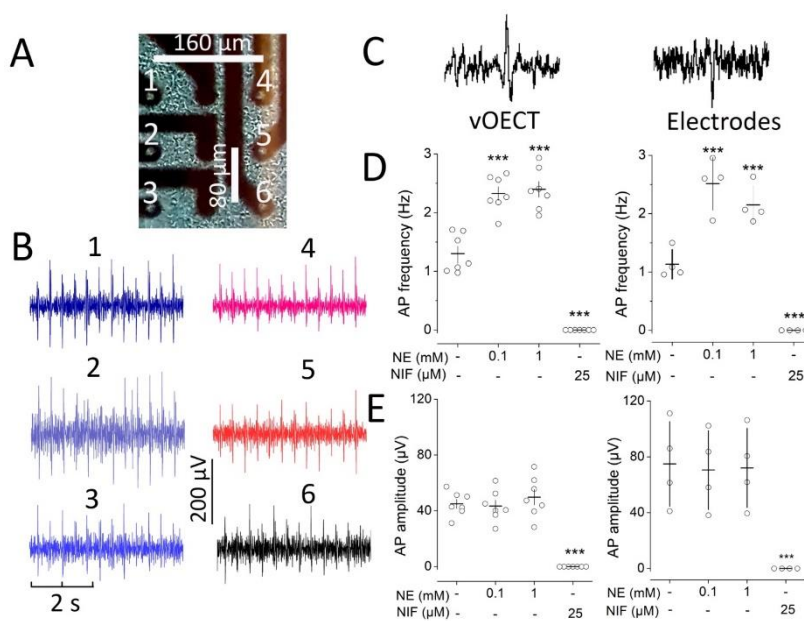 A
160 µm
1
4
2
5
3
6
80 µm
B
1
4
2
5
3
6
200 µV
2 s
C
vOECT
Electrodes
D
AP frequency (Hz)
3
2
1
0
***
***
***
NE (mM)
-
0.1
1
NIF (µM)
-
-
-
25
AP frequency (Hz)
3
2
1
0
***
***
***
NE (mM)
-
0.1
1
NIF (µM)
-
-
-
25
E
AP amplitude (µV)
120
80
40
0
***
NE (mM)
-
0.1
1
NIF (µM)
-
-
-
25
AP amplitude (µV)
120
80
40
0
***
NE (mM)
-
0.1
1
NIF (µM)
-
-
-
25